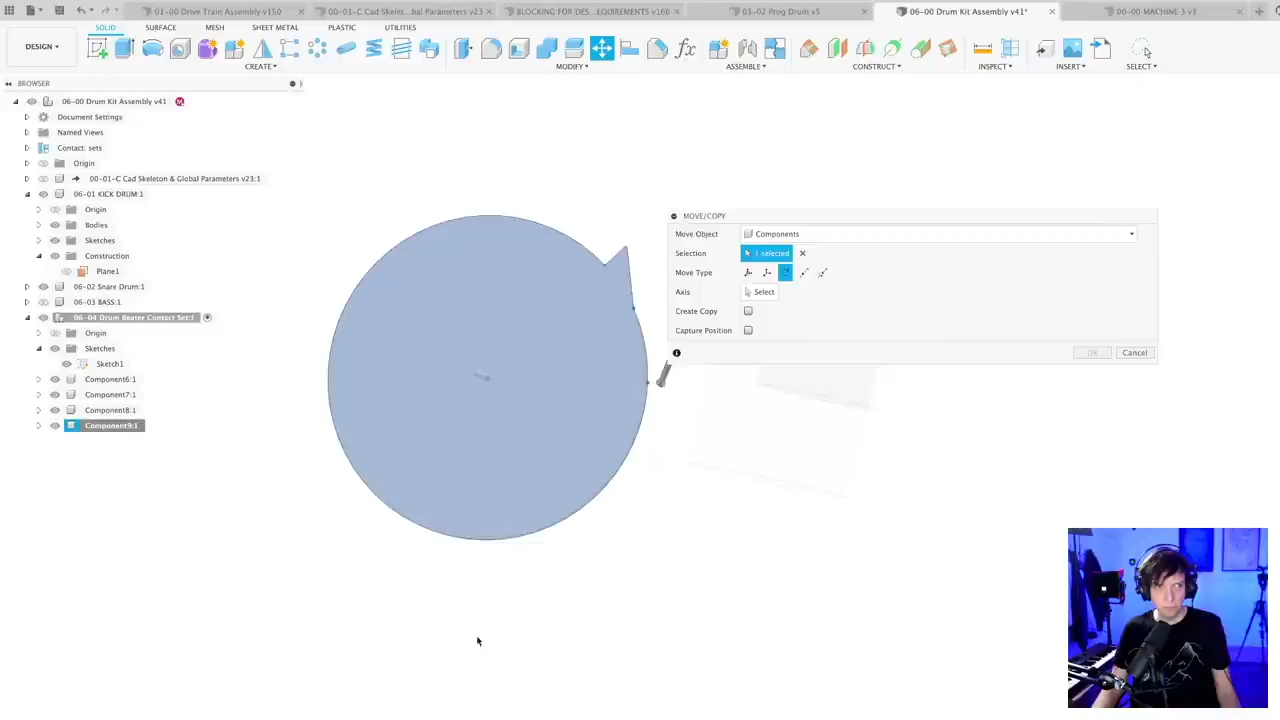 01-00 Drive Train Assembly v150
00-01-C Cad Skelet...bal Parameters v23
BLOCKING FOR DES...EQUIREMENTS v166
03-02 Prog Drum v5
06-00 Drum Kit Assembly v41*
00-00 MACHINE 3 v3
SOLID SURFACE MESH SHEET METAL PLASTIC UTILITIES
DESIGN
CREATE MODIFY ASSEMBLE CONSTRUCT INSPECT INSERT SELECT
BROWSER
06-00 Drum Kit Assembly v41
Document Settings
Named Views
Contact: sets
Origin
00-01-C Cad Skeleton & Global Parameters v23:1
06-01 KICK DRUM:1
Origin
Bodies
Sketches
Construction
Plane1
06-02 Snare Drum:1
06-03 BASS:1
06-04 Drum Beater Contact Set:1
Origin
Sketches
Sketch1
Component6:1
Component7:1
Component8:1
Component9:1
MOVE/COPY
Move Object Components
Selection 1 selected
Move Type
Axis Select
Create Copy
Capture Position
OK Cancel